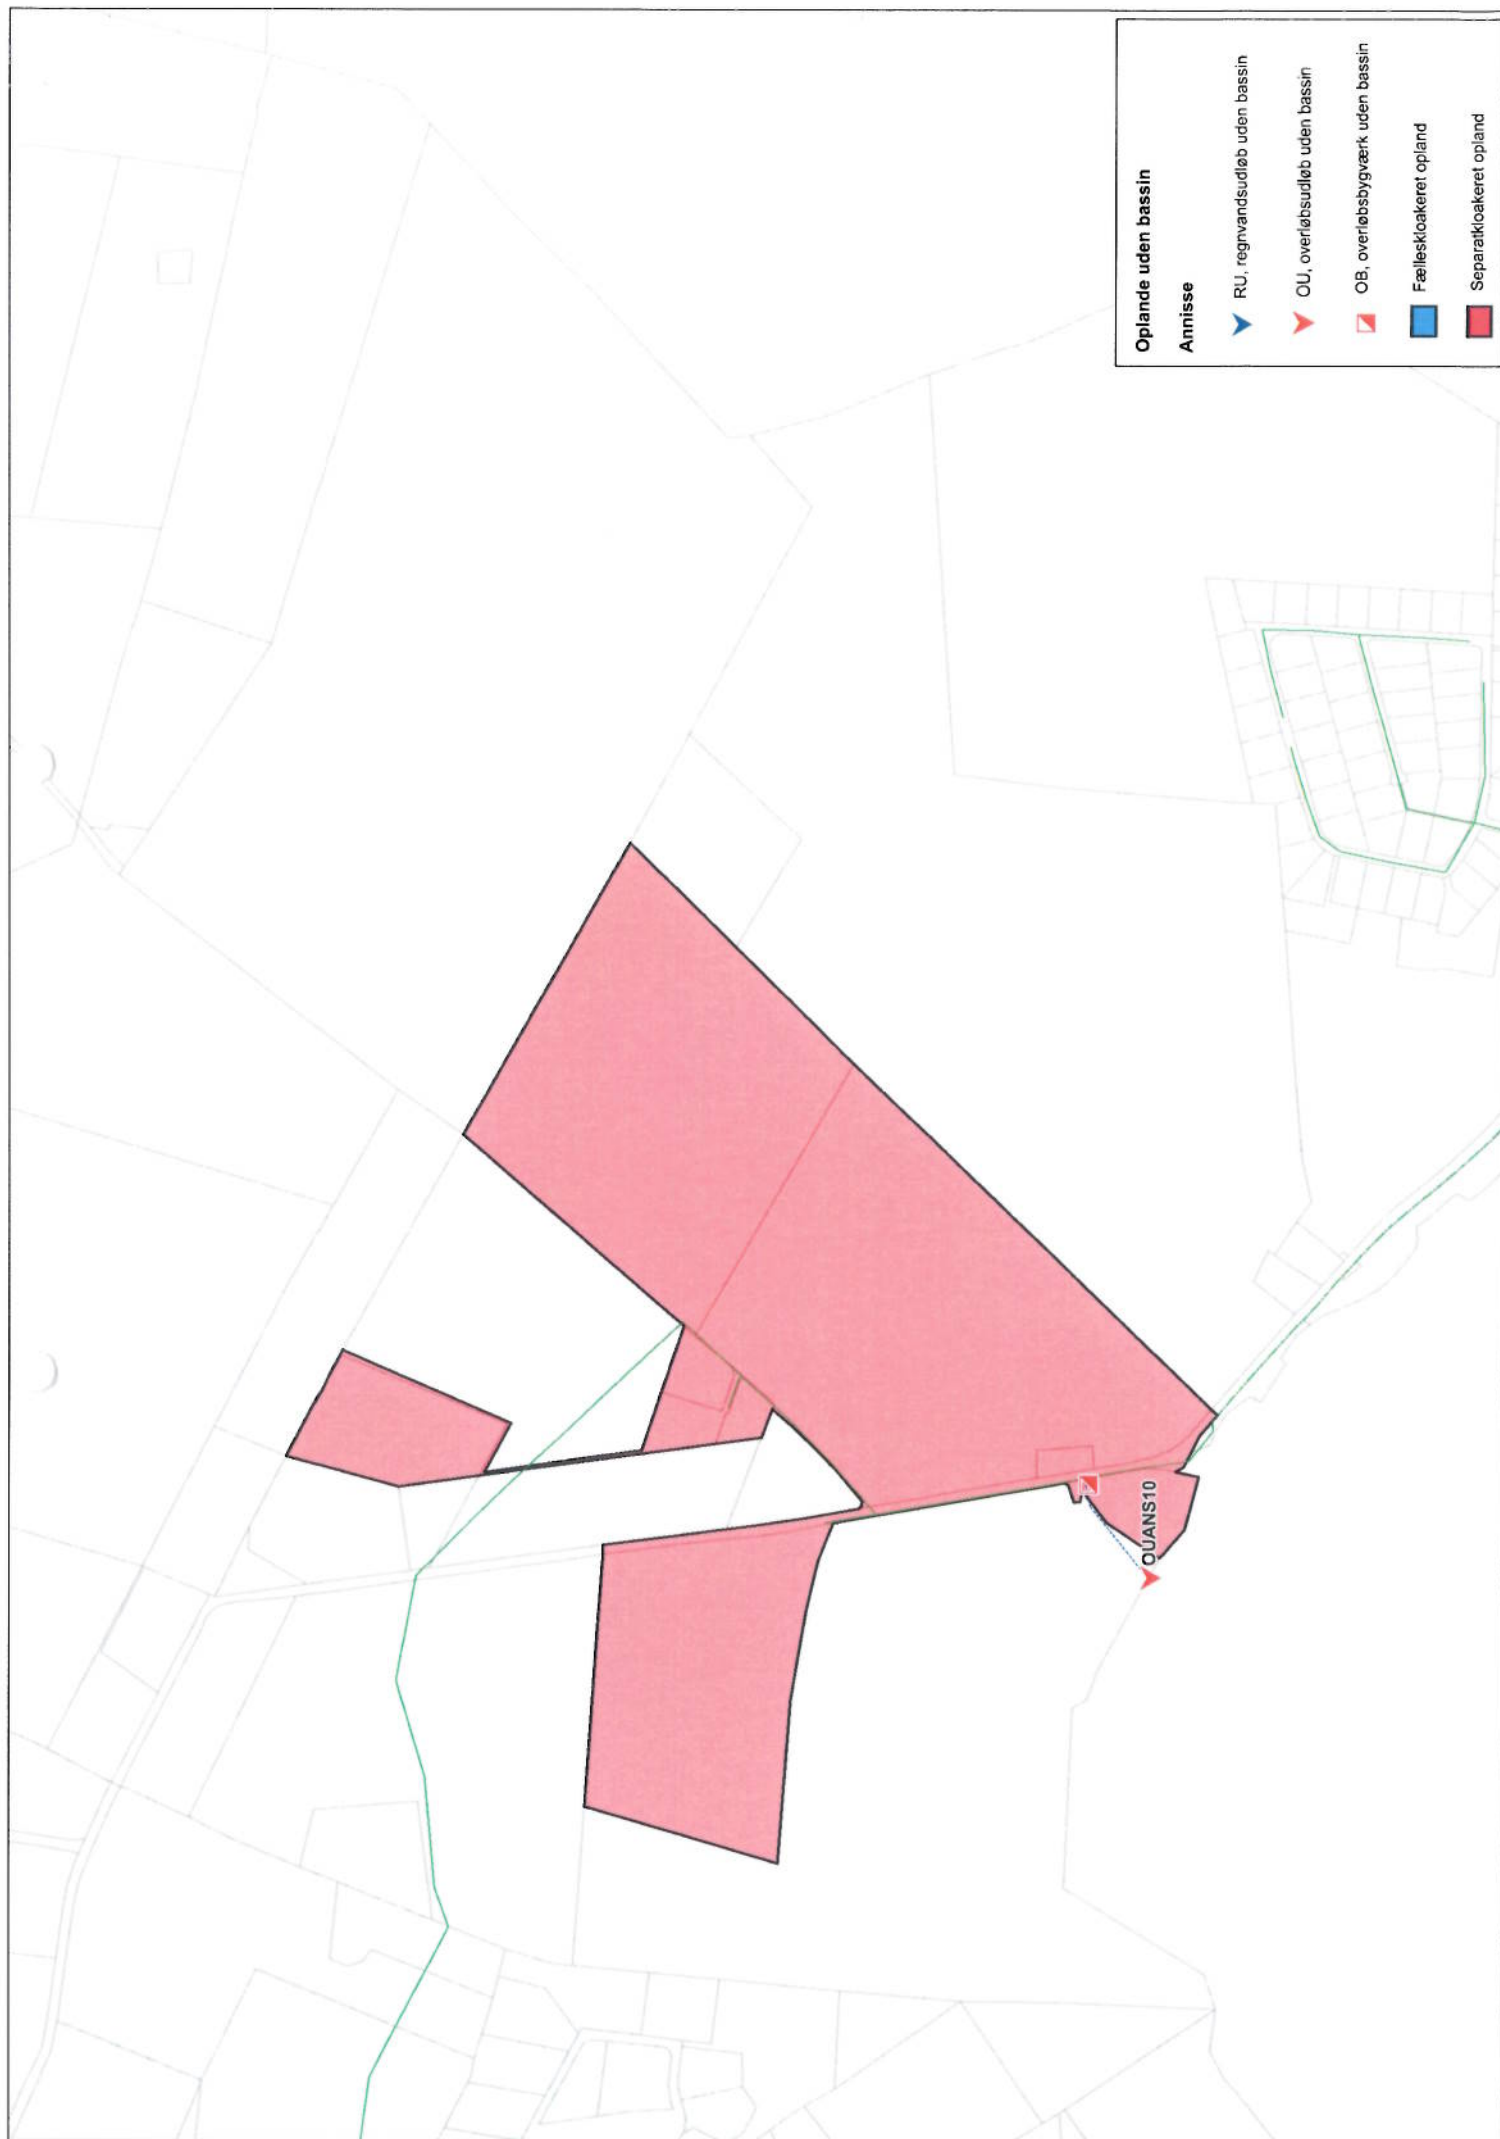 Oplande uden bassin
Annisse
RU, regnvandsudløb uden bassin
OU, overløbsudløb uden bassin
OB, overløbsbygværk uden bassin
Fælleskloakeret opland
Separatkloakeret opland
OUANS10